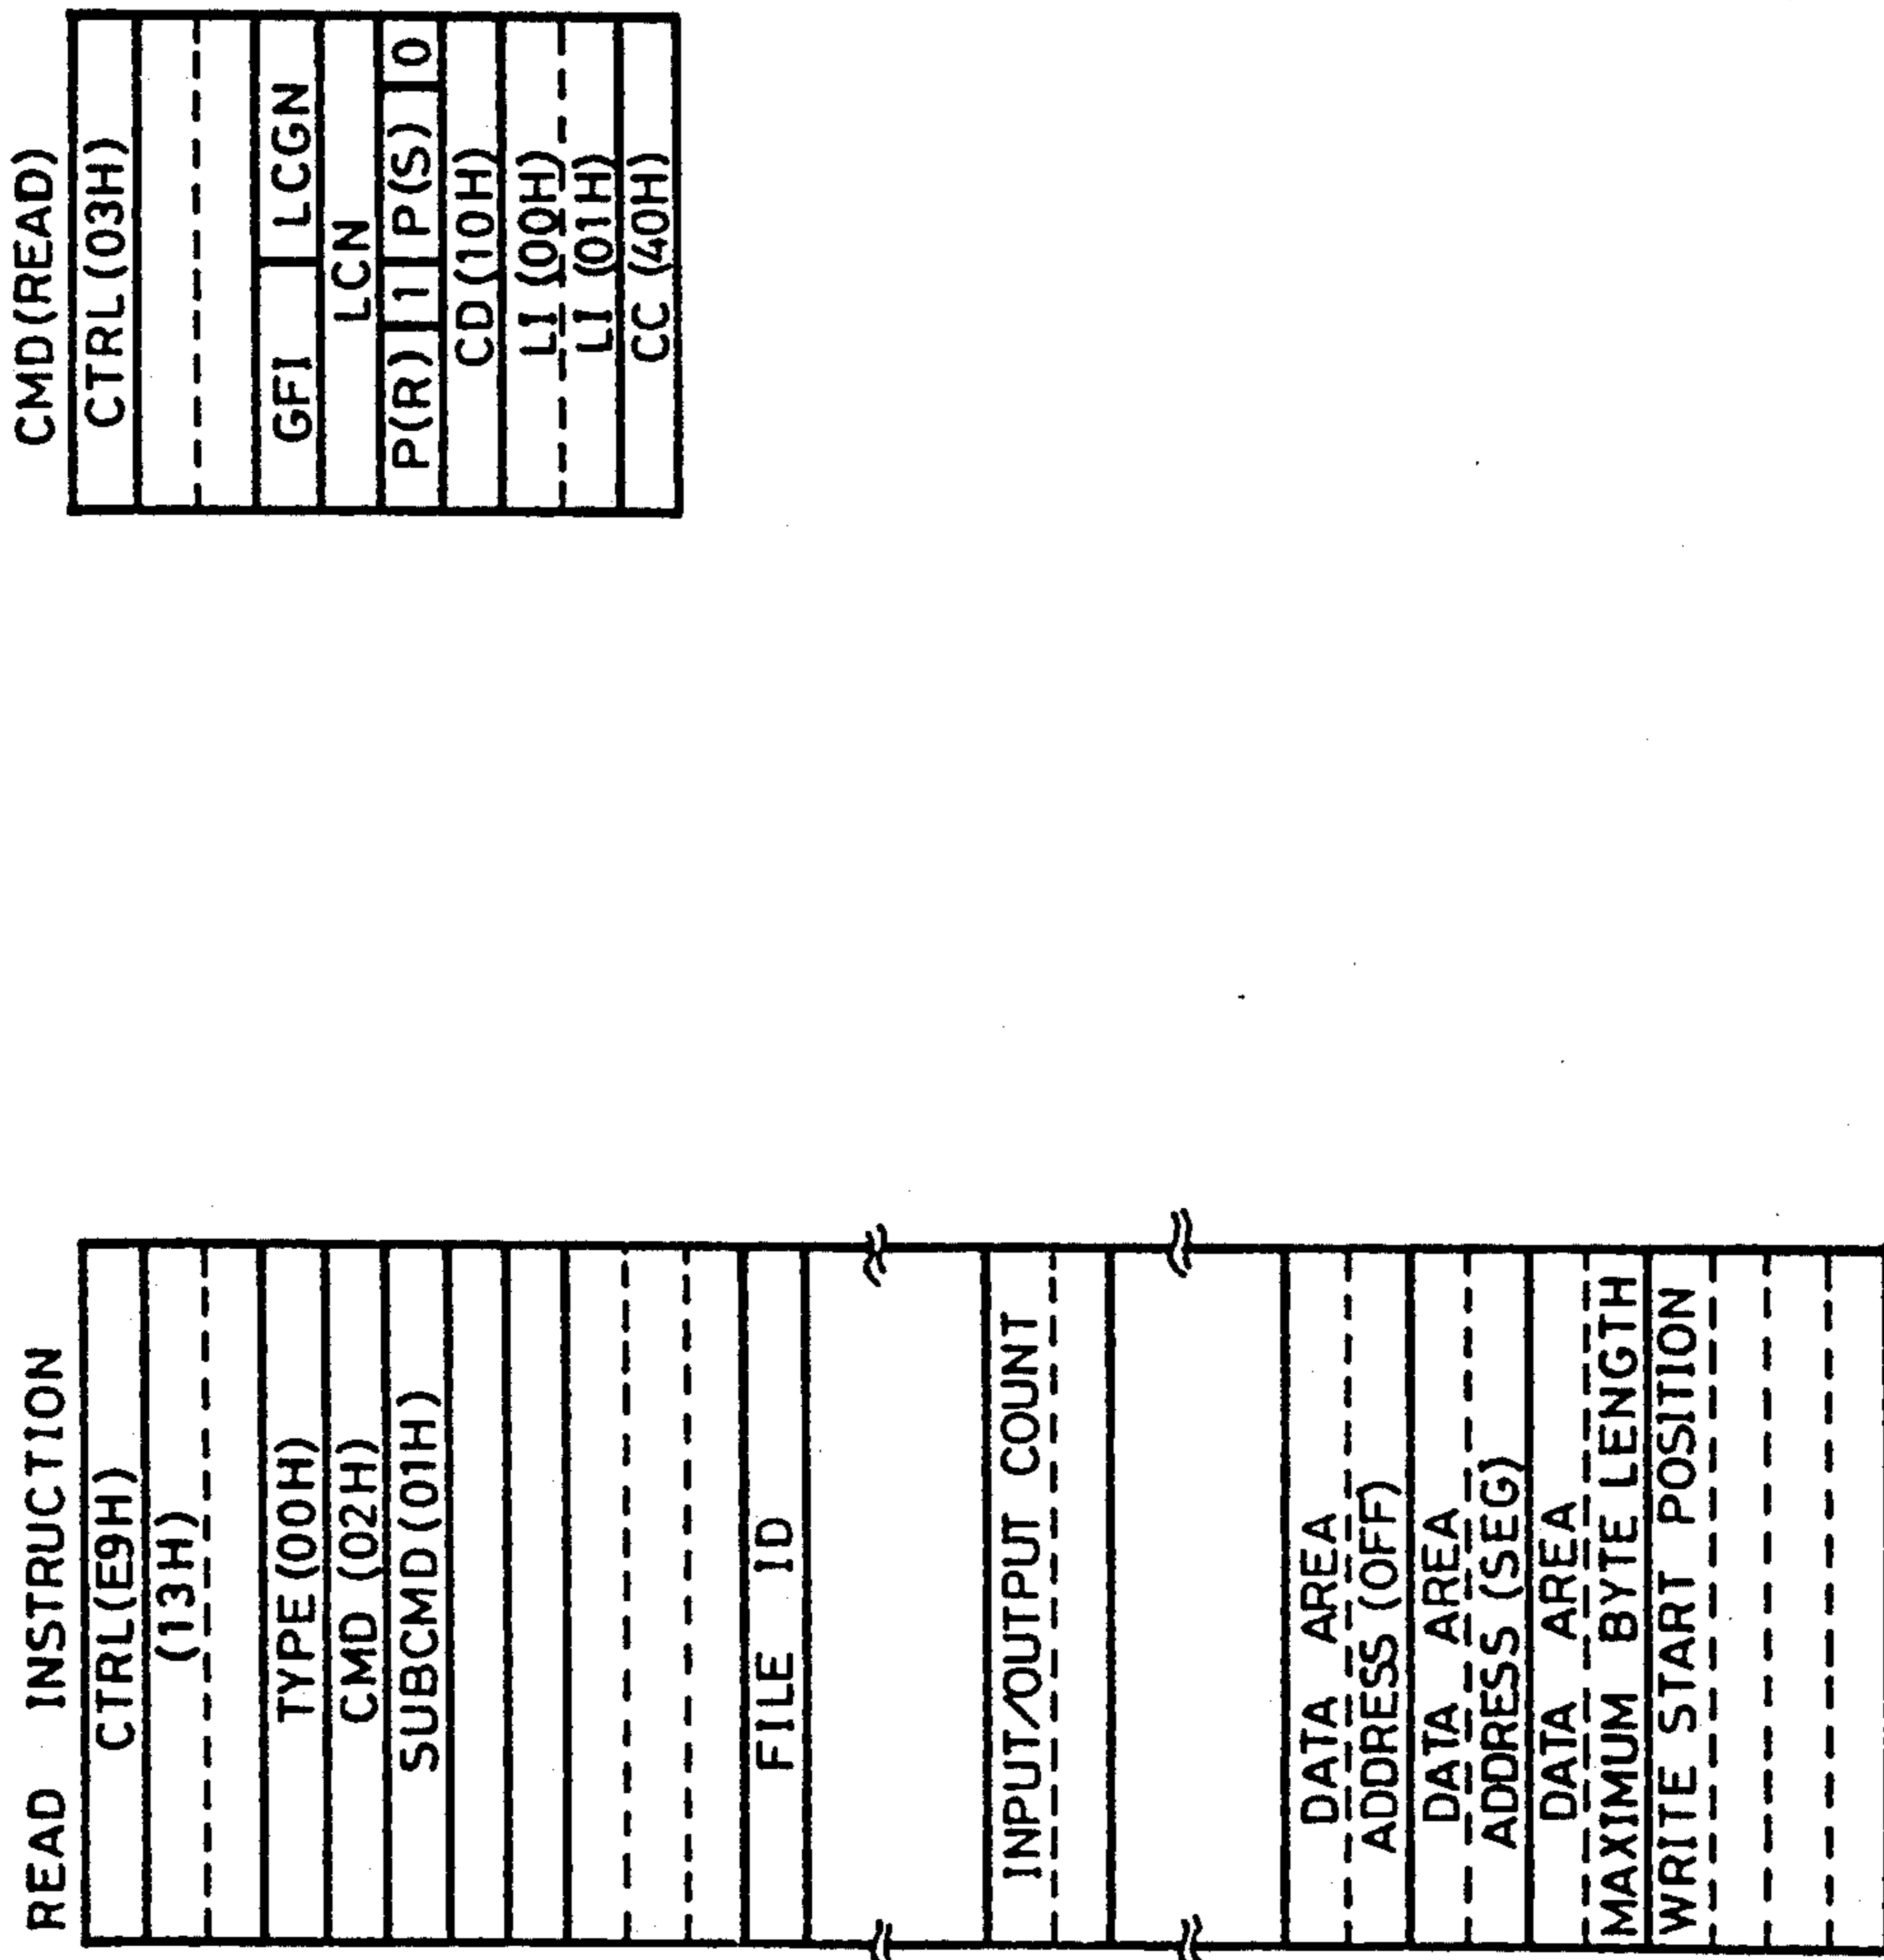 READ INSTRUCTION
CTRL(E9H)
(13H)
TYPE(00H)
CMD (02H)
SUBCMD(01H)
FILE ID
INPUT/OUTPUT COUNT
DATA AREA
ADDRESS(OFF)
DATA AREA
ADDRESS (SEG)
DATA AREA
MAXIMUM BYTE LENGTH
WRITE START POSITION
CMD(READ)
CTRL(03H)
GFI LCGN
LCN
P(R) 1 P(S) 0
CD(10H)
LI (00H)
LI (01H)
CC (40H)